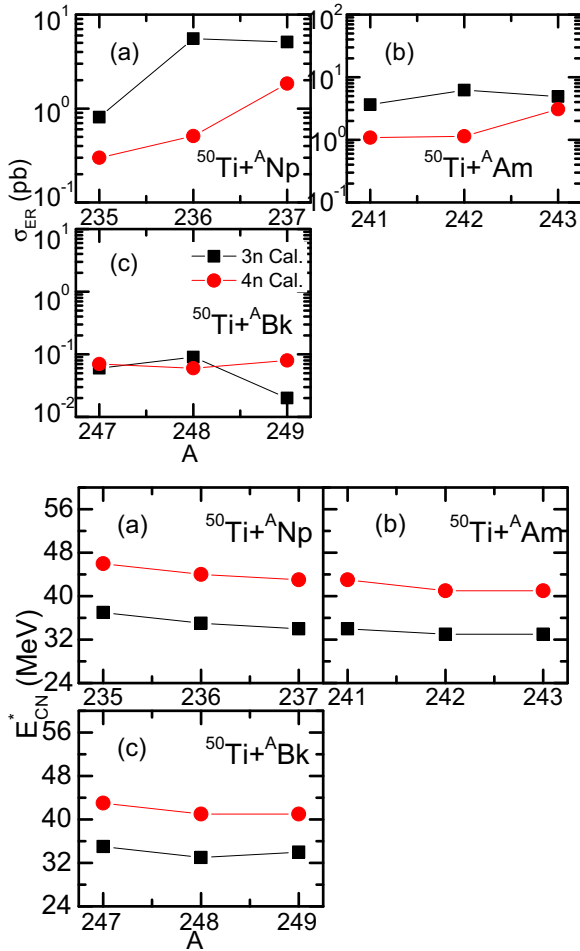 10^1
(a)
10^0
^50Ti+^ANp
10^-1
235 236 237
10^2
(b)
10^1
10^0
^50Ti+^AAm
10^-1
241 242 243
σ_ER (pb)
10^1
(c)
3n Cal.
4n Cal.
10^0
^50Ti+^ABk
10^-1
10^-2
247 248 249
A
56
(a)
^50Ti+^ANp
48
40
32
24
235 236 237
(b)
^50Ti+^AAm
241 242 243
E^*_CN (MeV)
56
(c)
^50Ti+^ABk
48
40
32
24
247 248 249
A